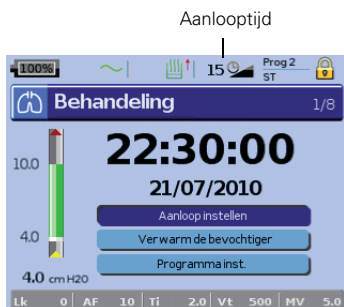 Aanlooptijd
100% 15 Prog 2
ST
Behandeling 1/8
22:30:00
10.0
21/07/2010
Aanloop instellen
4.0 Verwarm de bevochtiger
Programma inst.
4.0 cm H20
Lk 0 AF 10 Ti 2.0 Vt 500 MV 5.0